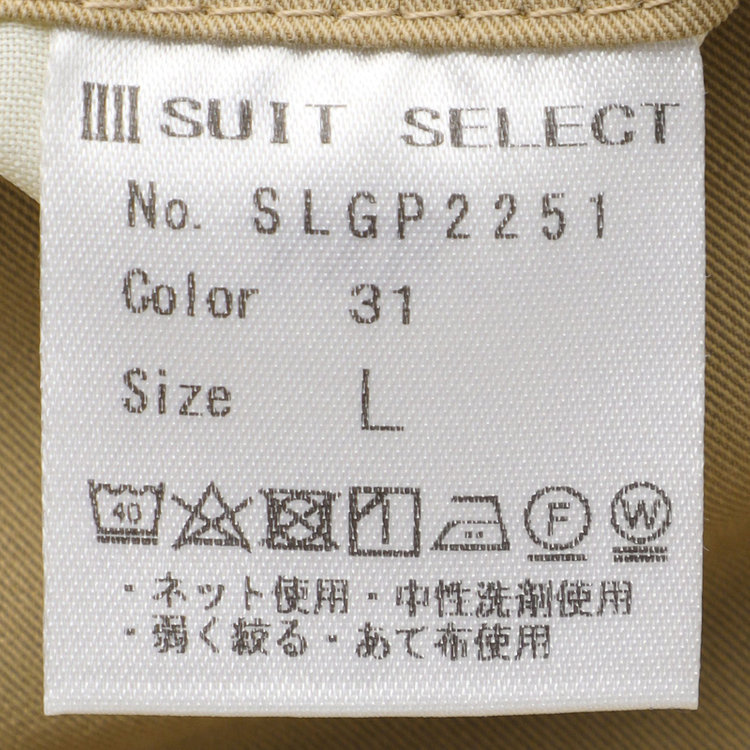 SUIT SELECT
No. SLGP2251
Color 31
Size L
40 F W
・ネット使用・中性洗剤使用
・弱く絞る・あて布使用